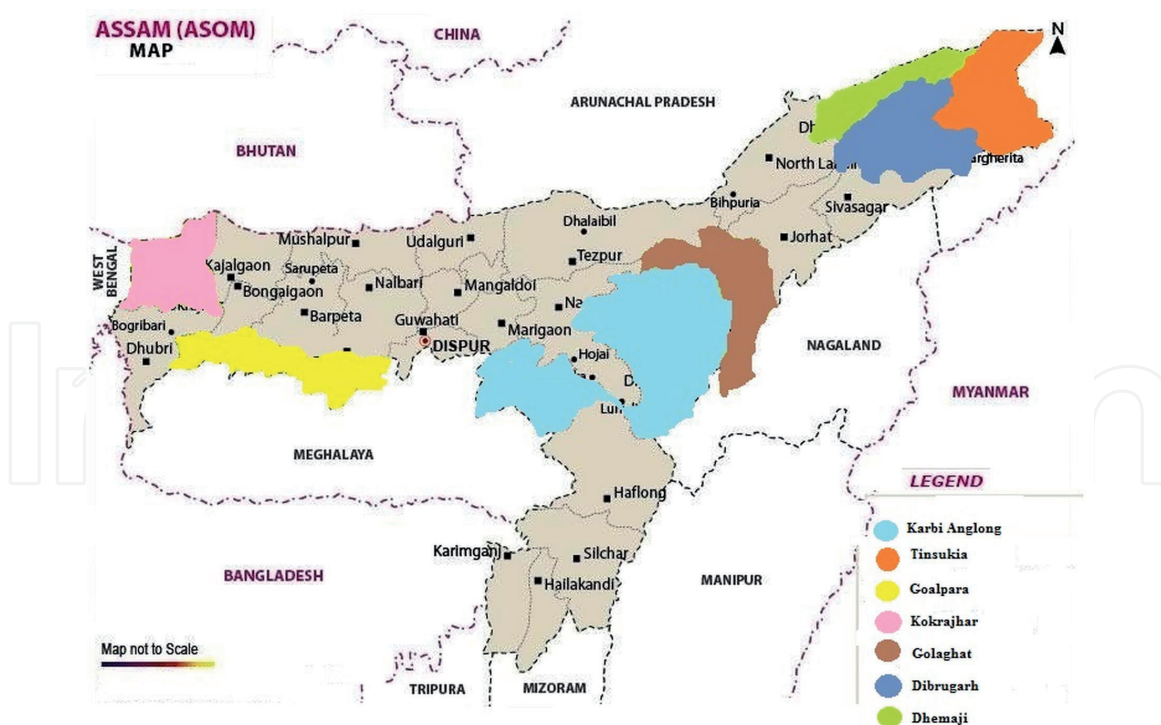 ASSAM (ASOM)
MAP
N
CHINA
ARUNACHAL PRADESH
BHUTAN
North La
argherita
Bihpuria
Sivasagar
Dhalaibil
Jorhat
Mushalpur
Udalguri
WEST
BENGAL
Kajalgaon
Sarupeta
Tezpur
Bongaigaon
Nalbari
Mangaldoi
Na
Barpeta
Guwahati
Marigaon
Bogribari
DISPUR
Dhubri
Hojai
NAGALAND
MYANMAR
MEGHALAYA
Haflong
LEGEND
Karbi Anglong
Tinsukia
Goalpara
Kokrajhar
Golaghat
Dibrugarh
Dhemaji
Karimganj
Silchar
Hailakandi
BANGLADESH
MANIPUR
Map not to Scale
TRIPURA
MIZORAM